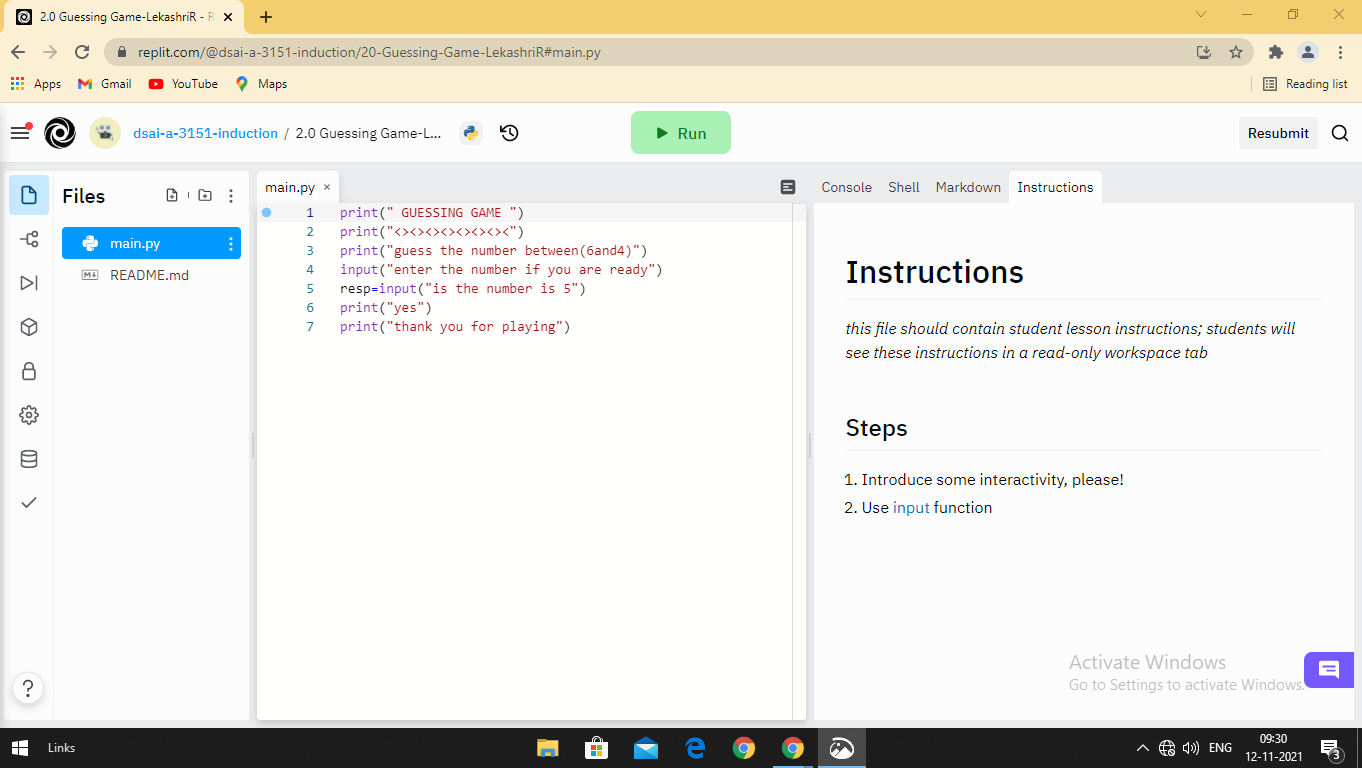 2.0 Guessing Game-LekashriR - R
replit.com/@dsai-a-3151-induction/20-Guessing-Game-LekashriR#main.py
Apps Gmail YouTube Maps Reading list
dsai-a-3151-induction / 2.0 Guessing Game-L... Run Resubmit
Files
main.py
README.md
main.py ×
1 print(" GUESSING GAME ")
2 print("<><><><><><><><")
3 print("guess the number between(6and4)")
4 input("enter the number if you are ready")
5 resp=input("is the number is 5")
6 print("yes")
7 print("thank you for playing")
Console Shell Markdown Instructions
Instructions
this file should contain student lesson instructions; students will
see these instructions in a read-only workspace tab
Steps
1. Introduce some interactivity, please!
2. Use input function
Activate Windows
Go to Settings to activate Windows.
?
Links
ENG
09:30
12-11-2021
3